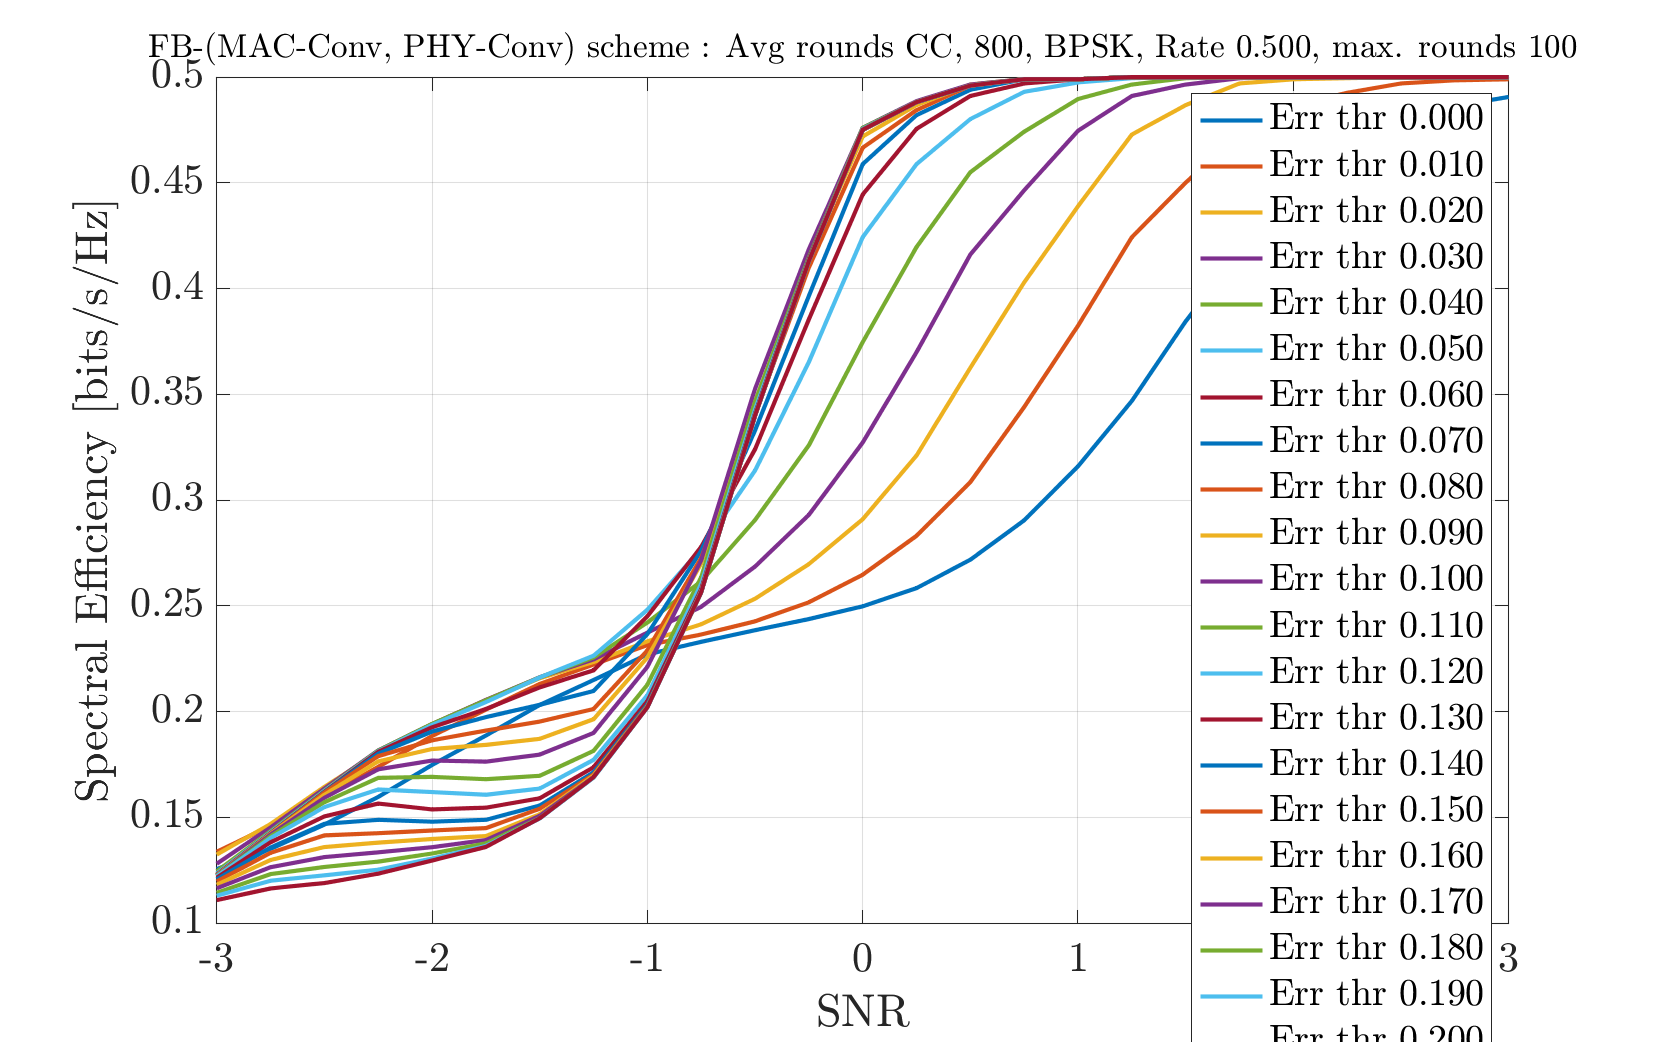 FB-(MAC-Conv, PHY-Conv) scheme : Avg rounds CC, 800, BPSK, Rate 0.500, max. rounds 100
Spectral Efficiency [bits/s/Hz]
0.5
0.45
0.4
0.35
0.3
0.25
0.2
0.15
0.1
-3
-2
-1
0
1
3
SNR
Err thr 0.000
Err thr 0.010
Err thr 0.020
Err thr 0.030
Err thr 0.040
Err thr 0.050
Err thr 0.060
Err thr 0.070
Err thr 0.080
Err thr 0.090
Err thr 0.100
Err thr 0.110
Err thr 0.120
Err thr 0.130
Err thr 0.140
Err thr 0.150
Err thr 0.160
Err thr 0.170
Err thr 0.180
Err thr 0.190
Err thr 0.200